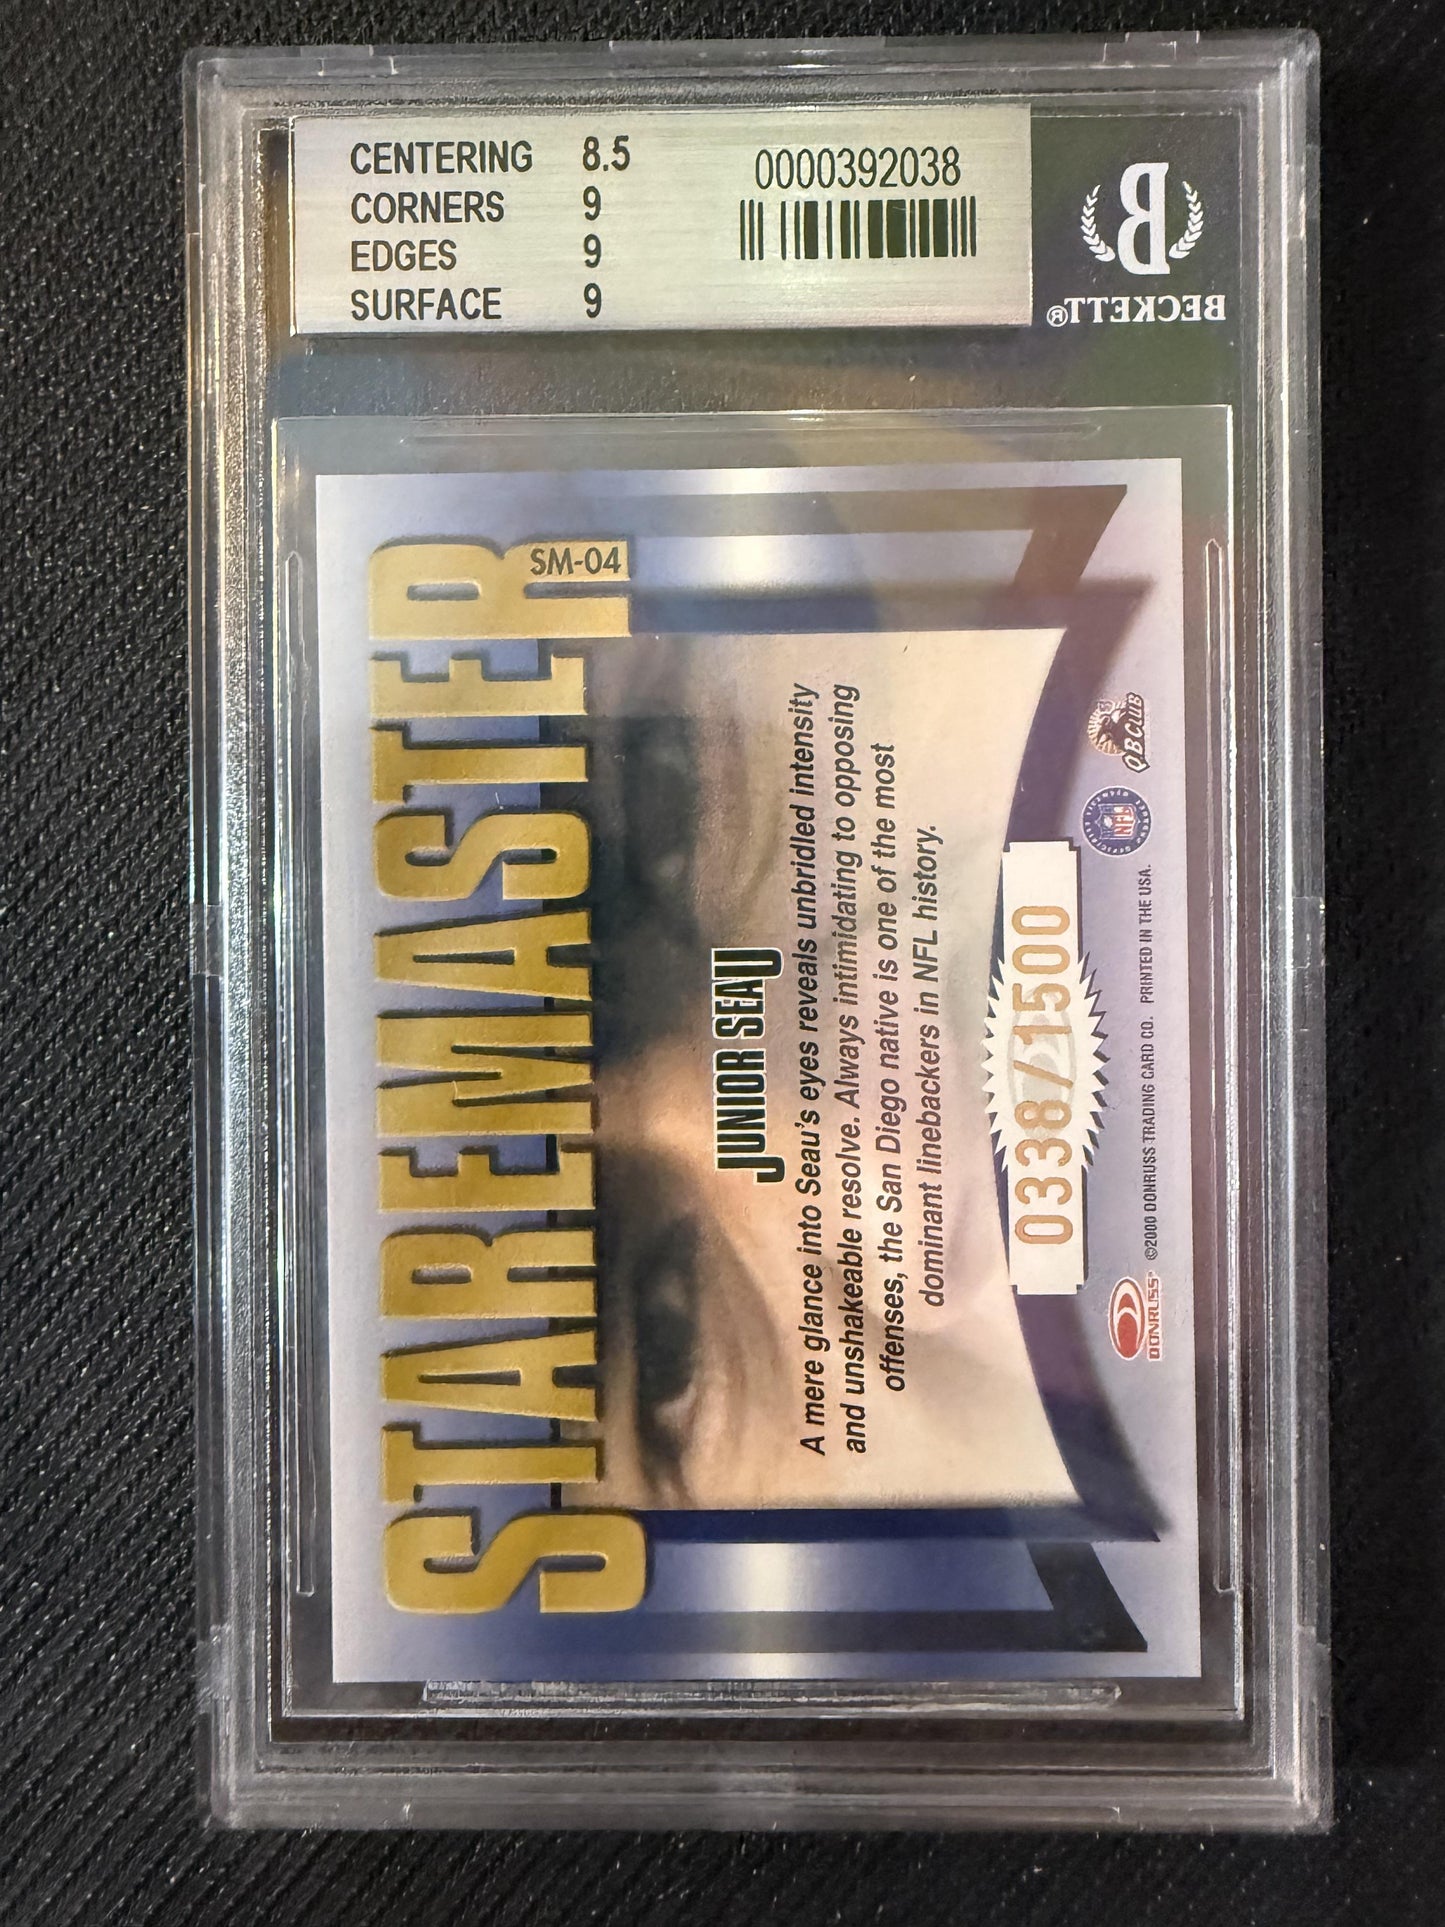 CENTERING 8.5
CORNERS 9
EDGES 9
SURFACE 9
0000392038
B
BECKETT®
STAREMASTER
SM-04
JUNIOR SEAU
A mere glance into Seau's eyes reveals unbridled intensity
and unshakeable resolve. Always intimidating to opposing
offenses, the San Diego native is one of the most
dominant linebackers in NFL history.
0338/1500
DONRUSS®
©2000 DONRUSS TRADING CARD CO. PRINTED IN THE USA.
NFL
QB CLUB